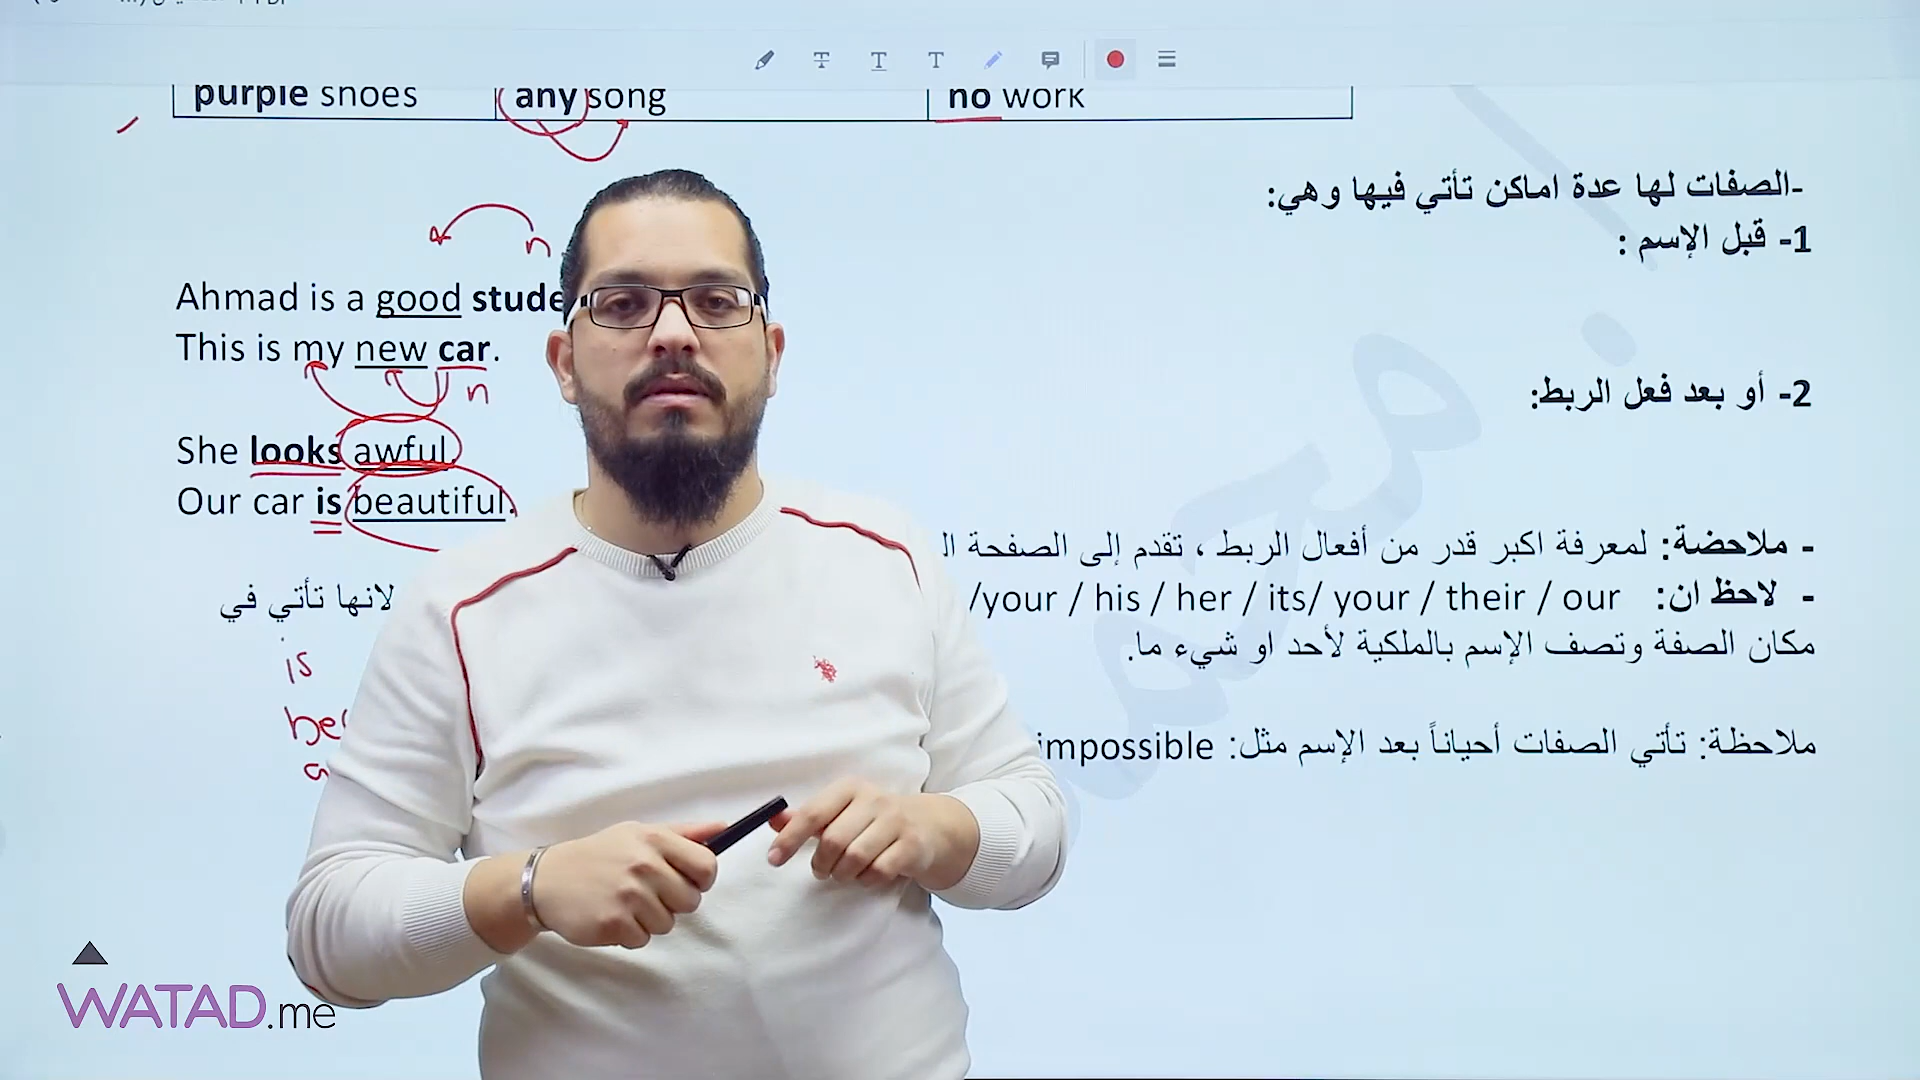 purple shoes any song no work
-الصفات لها عدة اماكن تأتي فيها وهي:
1- قبل الإسم :
n
Ahmad is a good stude
This is my new car.
n
2- أو بعد فعل الربط:
She looks awful.
Our car is beautiful.
- ملاحضة: لمعرفة اكبر قدر من أفعال الربط ، تقدم إلى الصفحة ال
- لاحظ ان: /your / his / her / its/ your / their / our
لانها تأتي في
مكان الصفة وتصف الإسم بالملكية لأحد او شيء ما.
is
ملاحظة: تأتي الصفات أحياناً بعد الإسم مثل: impossible
WATAD.me